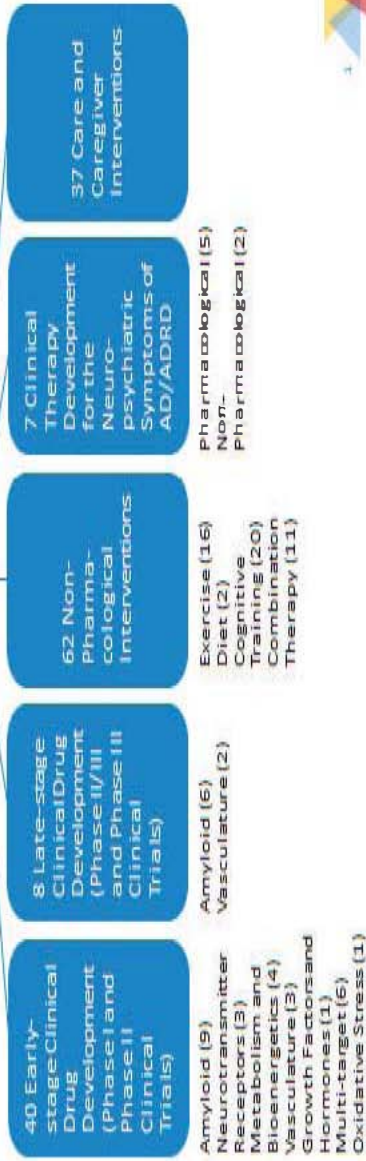 40 Early-
stage Clinical
Drug
Development
(Phase I and
Phase II
Clinical
Trials)
Amyloid (9)
Neurotransmitter
Receptors (3)
Metabolism and
Bioenergetics (4)
Vasculature (3)
Growth Factorsand
Hormones (1)
Multi-target (6)
Oxidative Stress (1)
8 Late-stage
ClinicalDrug
Development
(Phase II/III
and Phase III
Clinical
Trials)
Amyloid (6)
Vasculature (2)
62 Non-
Pharma-
cological
Interventions
Exercise (16)
Diet (2)
Cognitive
Training (20)
Combination
Therapy (11)
7 Clinical
Therapy
Development
for the
Neuro-
psychiatric
Symptoms of
AD/ADRD
Pharmacological (5)
Non-
Pharmacological (2)
37 Care and
Caregiver
Interventions